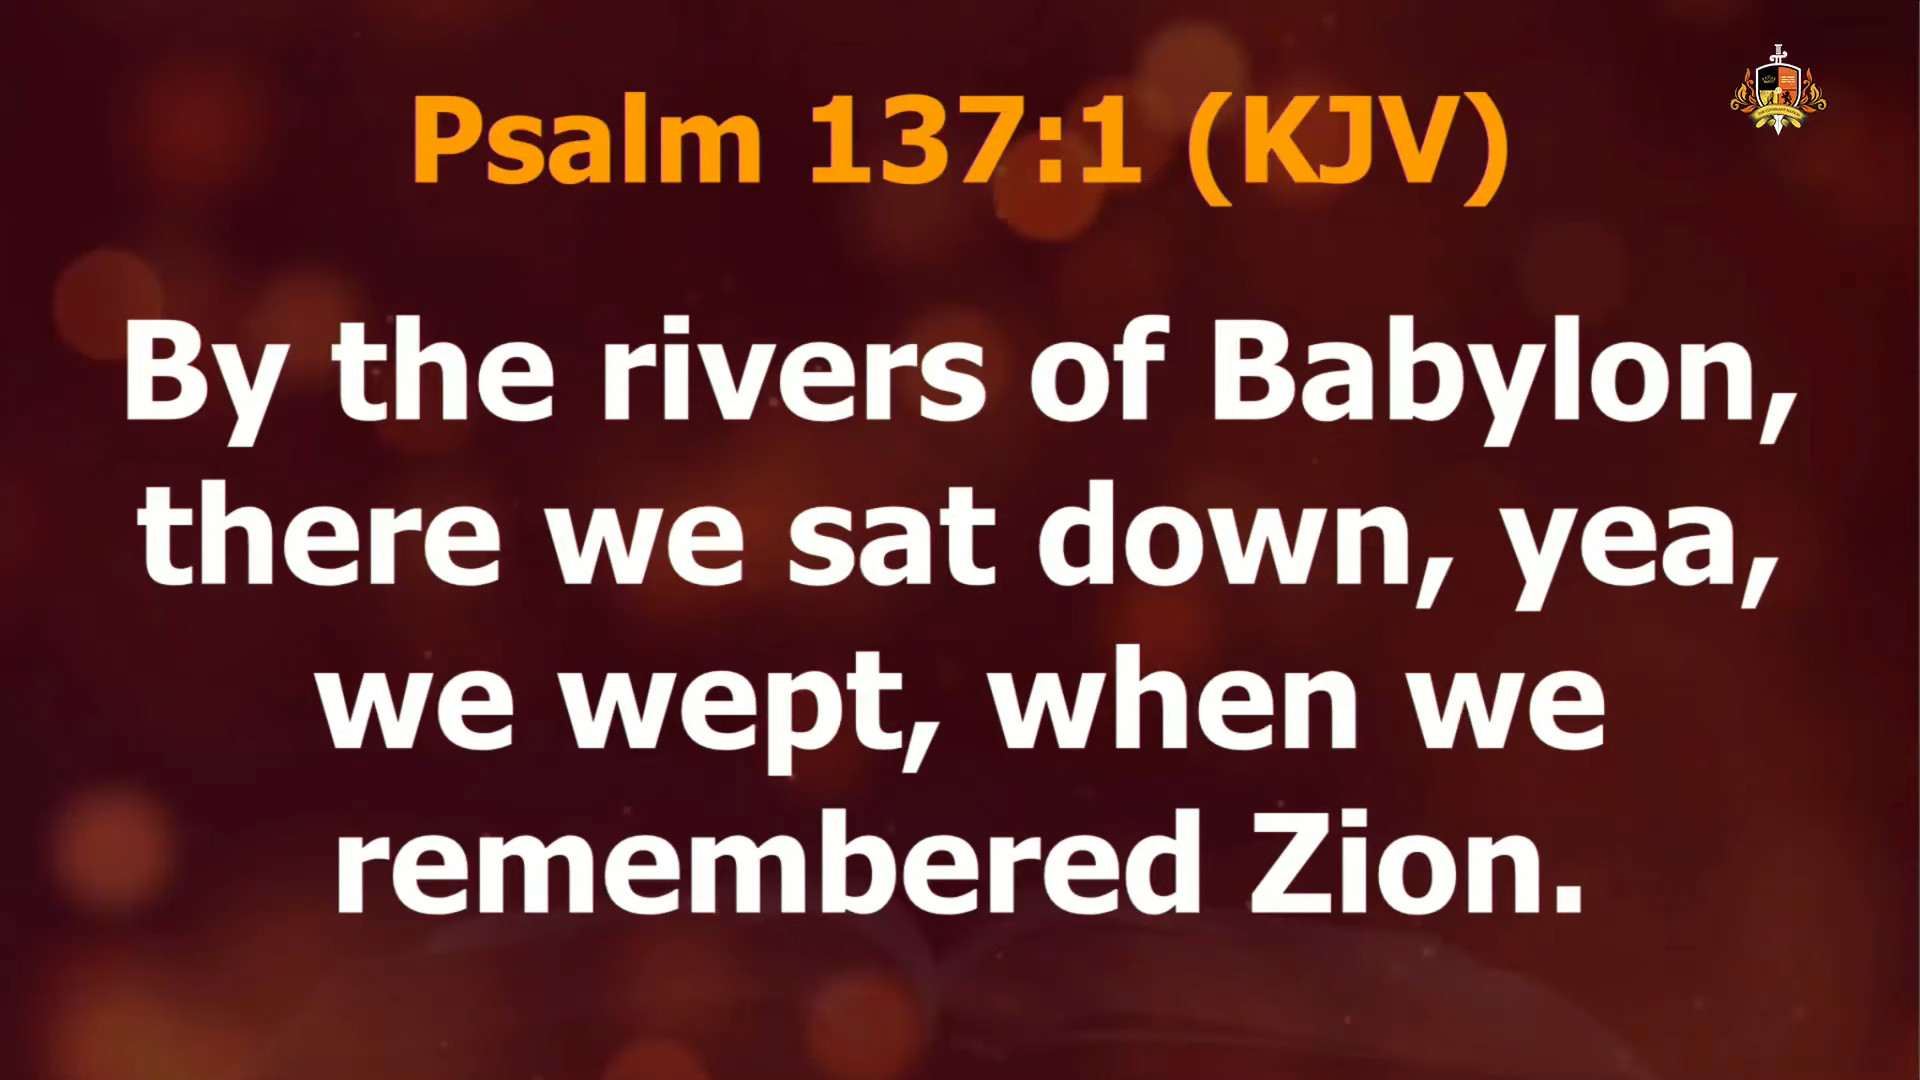 Psalm 137:1 (KJV)
By the rivers of Babylon,
there we sat down, yea,
we wept, when we
remembered Zion.